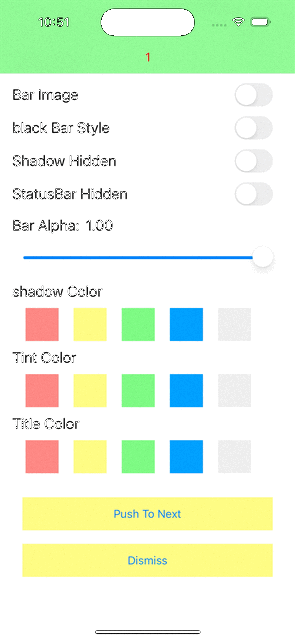 10:51
1
Bar Image
black Bar Style
Shadow Hidden
StatusBar Hidden
Bar Alpha: 1.00
shadow Color
Tint Color
Title Color
Push To Next
Dismiss